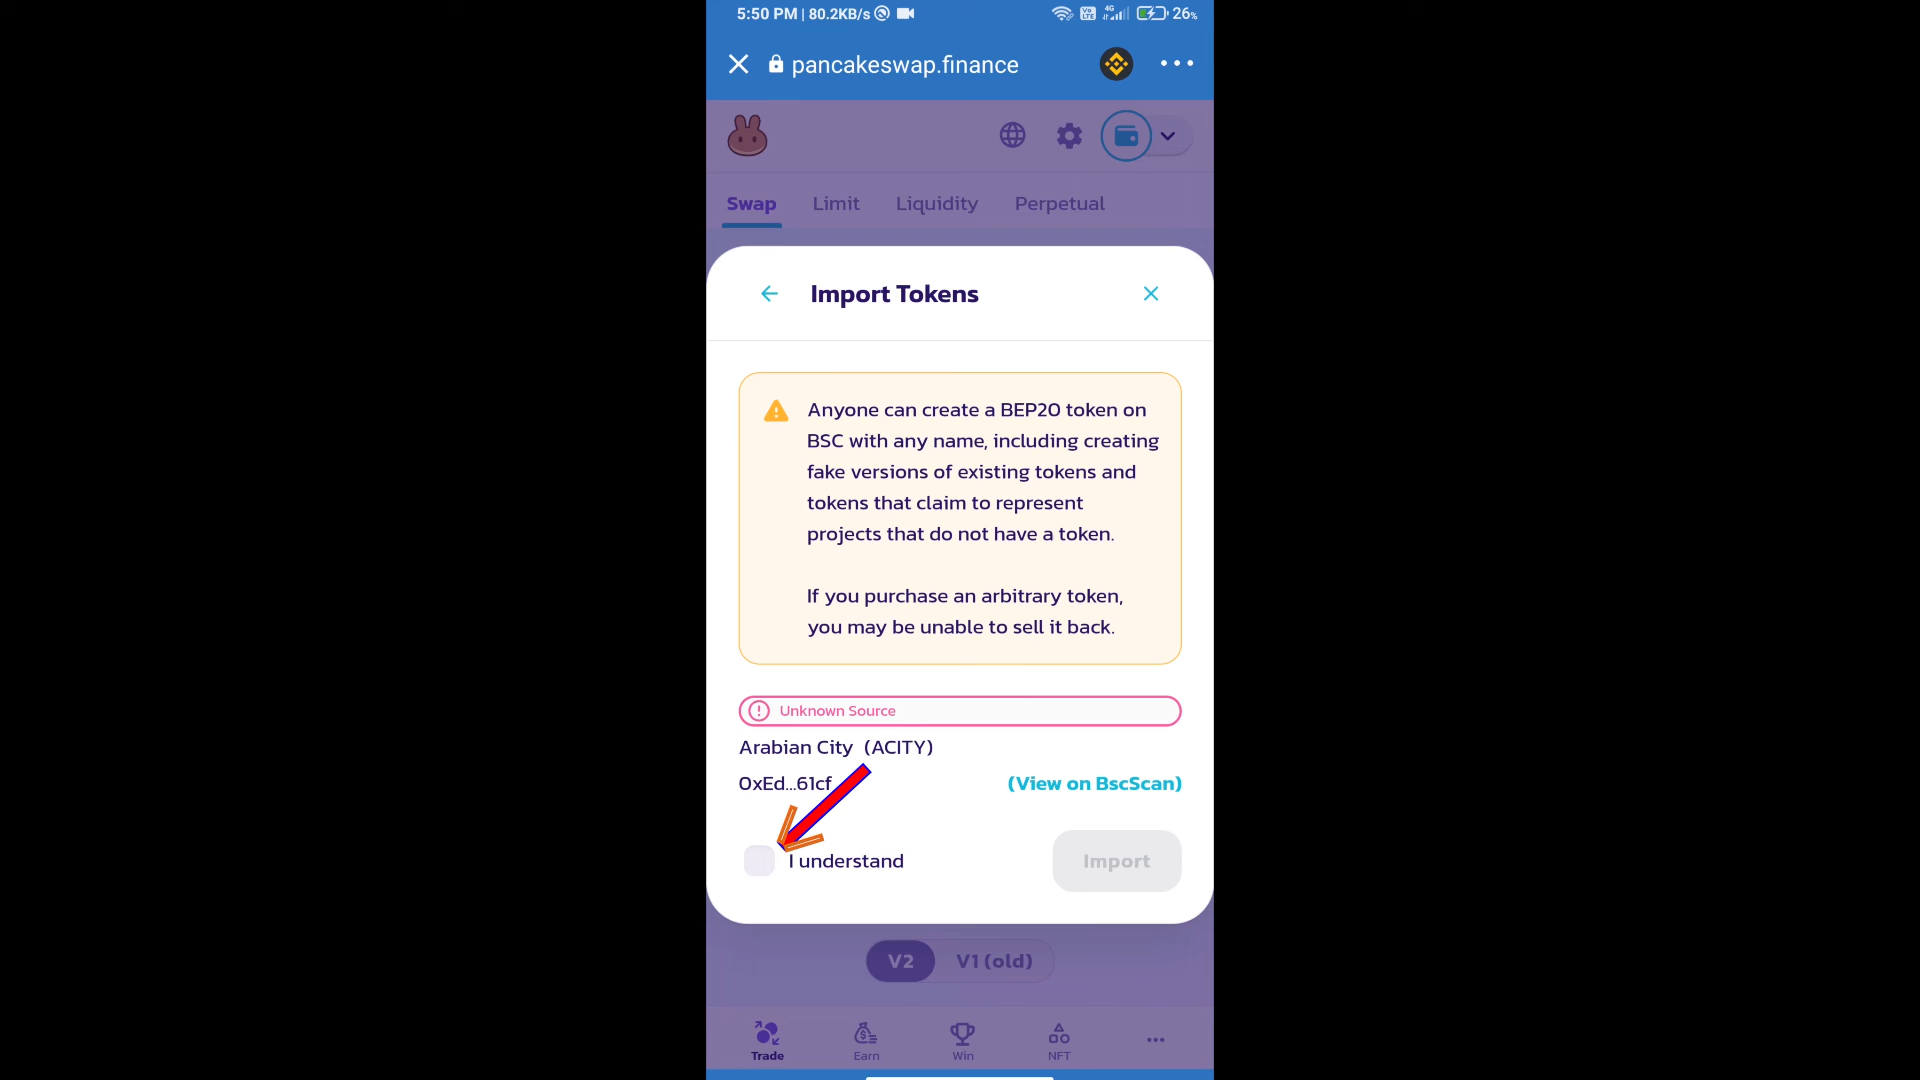 5:50 PM | 80.2KB/s
Vo LTE 4G 26%
pancakeswap.finance
Swap Limit Liquidity Perpetual
Import Tokens
Anyone can create a BEP20 token on
BSC with any name, including creating
fake versions of existing tokens and
tokens that claim to represent
projects that do not have a token.
If you purchase an arbitrary token,
you may be unable to sell it back.
Unknown Source
Arabian City (ACITY)
0xEd...61cf (View on BscScan)
I understand Import
V2 V1 (old)
Trade Earn Win NFT